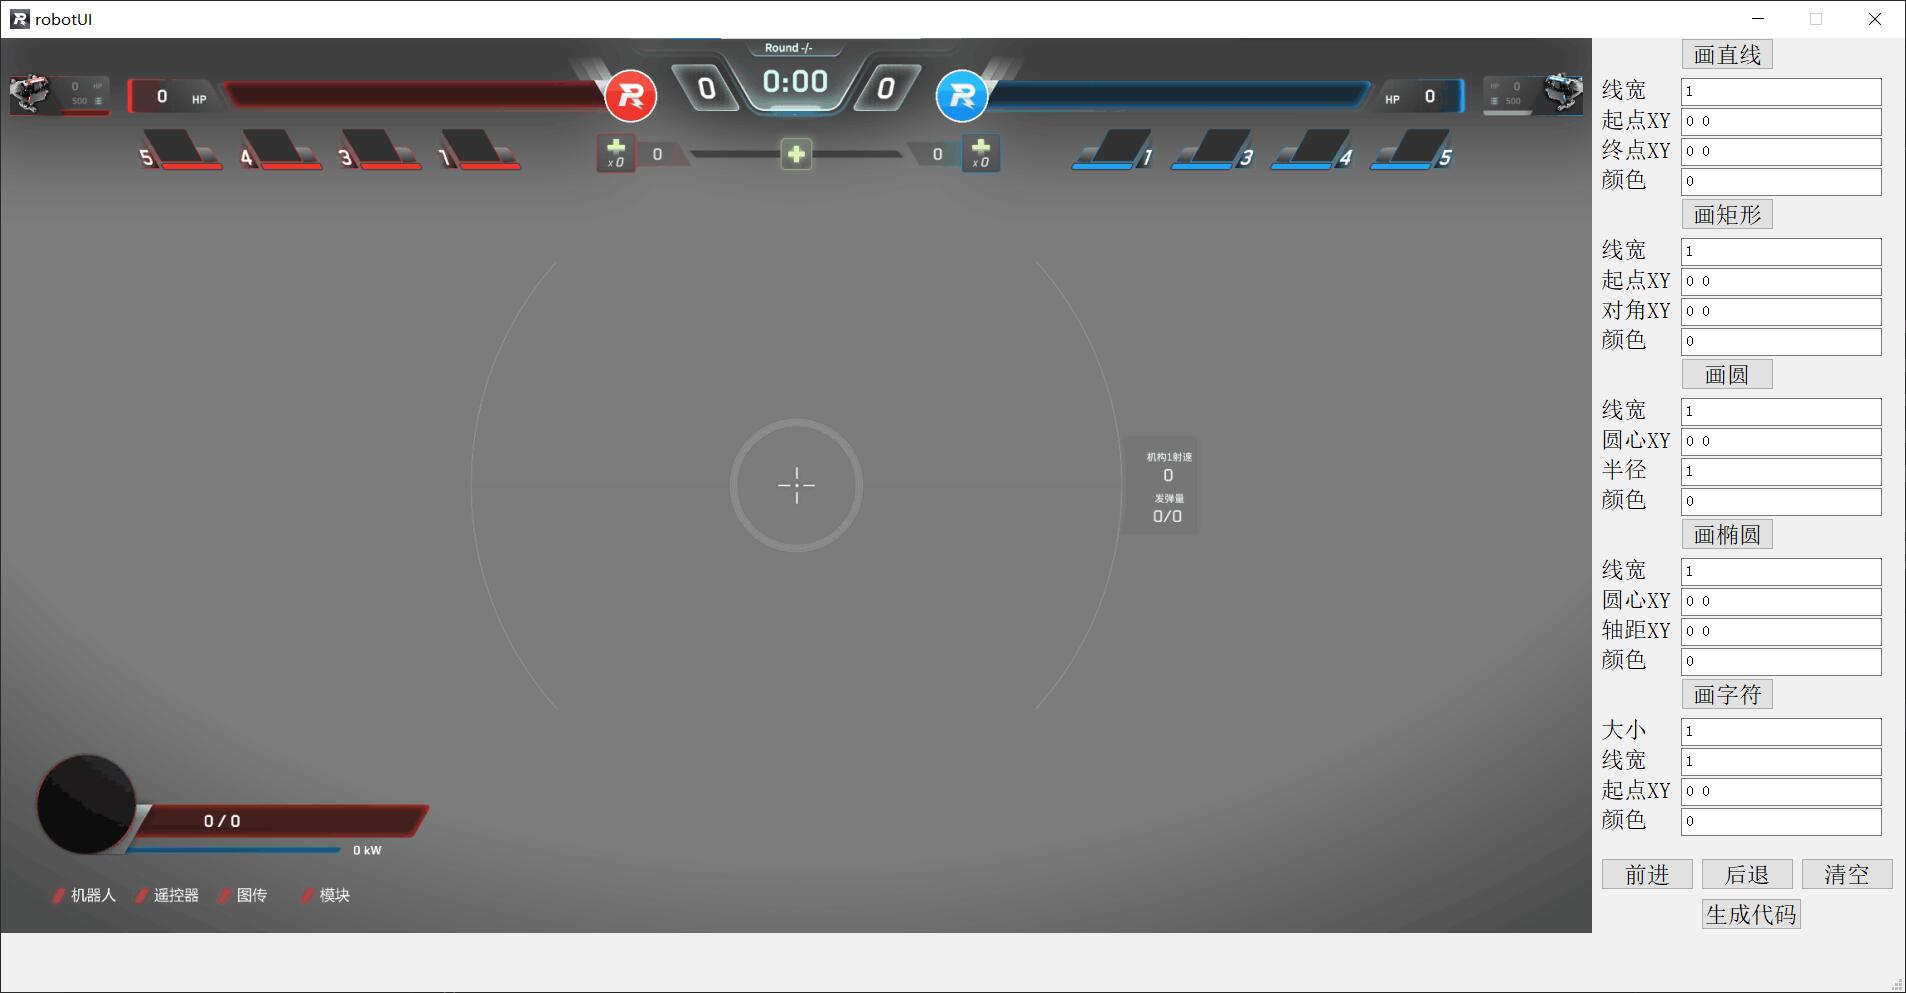 robotUI
Round -/-
0 HP
500
0 HP
0 0:00 0
HP 0
HP 0
500
5 4 3 1
x0 0
0 x0
1 3 4 5
机构1射速
0
发弹量
0/0
0 / 0
0 kW
机器人 遥控器 图传 模块
画直线
线宽 1
起点XY 0 0
终点XY 0 0
颜色 0
画矩形
线宽 1
起点XY 0 0
对角XY 0 0
颜色 0
画圆
线宽 1
圆心XY 0 0
半径 1
颜色 0
画椭圆
线宽 1
圆心XY 0 0
轴距XY 0 0
颜色 0
画字符
大小 1
线宽 1
起点XY 0 0
颜色 0
前进 后退 清空
生成代码